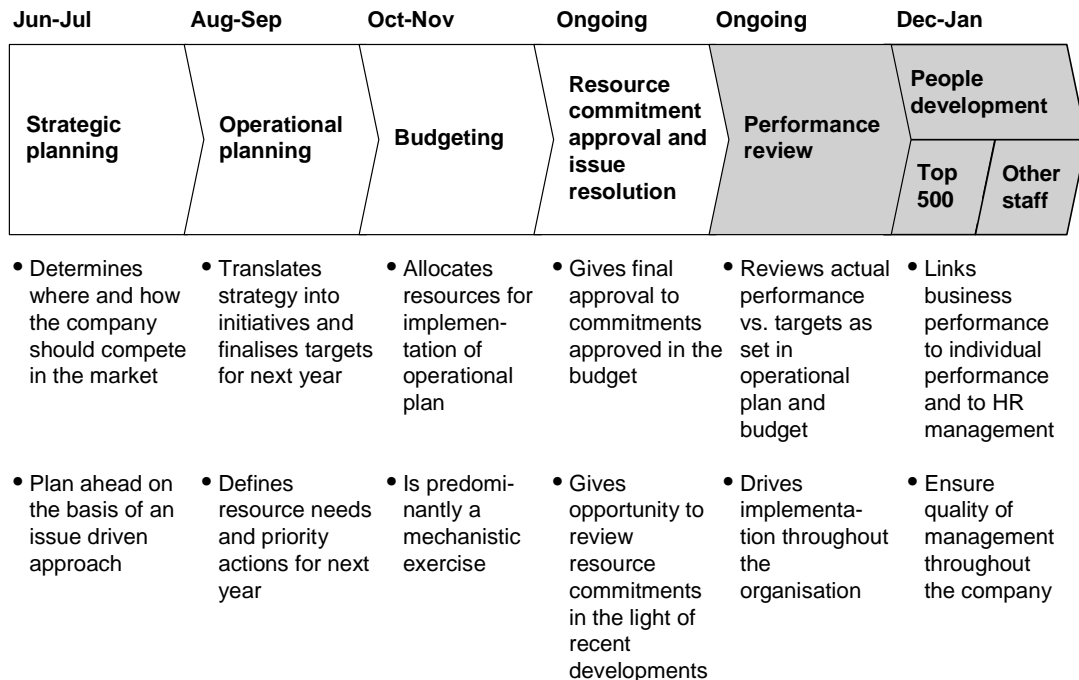 Jun-Jul
Aug-Sep
Oct-Nov
Ongoing
Ongoing
Dec-Jan
Strategic
planning
Operational
planning
Budgeting
Resource
commitment
approval and
issue
resolution
Performance
review
People
development
Top
500
Other
staff
• Determines
where and how
the company
should compete
in the market
• Plan ahead on
the basis of an
issue driven
approach
• Translates
strategy into
initiatives and
finalises targets
for next year
• Defines
resource needs
and priority
actions for next
year
• Allocates
resources for
implemen-
tation of
operational
plan
• Is predomi-
nantly a
mechanistic
exercise
• Gives final
approval to
commitments
approved in the
budget
• Gives
opportunity to
review
resource
commitments
in the light of
recent
developments
• Reviews actual
performance
vs. targets as
set in
operational
plan and
budget
• Drives
implementa-
tion throughout
the
organisation
• Links
business
performance
to individual
performance
and to HR
management
• Ensure
quality of
management
throughout
the company